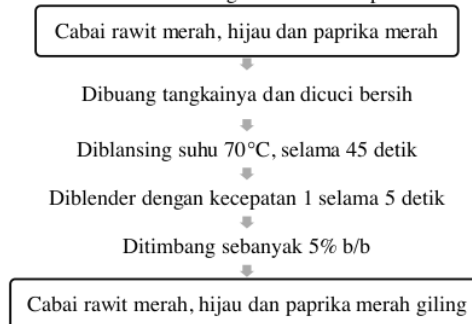 Cabai rawit merah, hijau dan paprika merah
Dibuang tangkainya dan dicuci bersih
Diblansing suhu 70°C, selama 45 detik
Diblender dengan kecepatan 1 selama 5 detik
Ditimbang sebanyak 5% b/b
Cabai rawit merah, hijau dan paprika merah giling